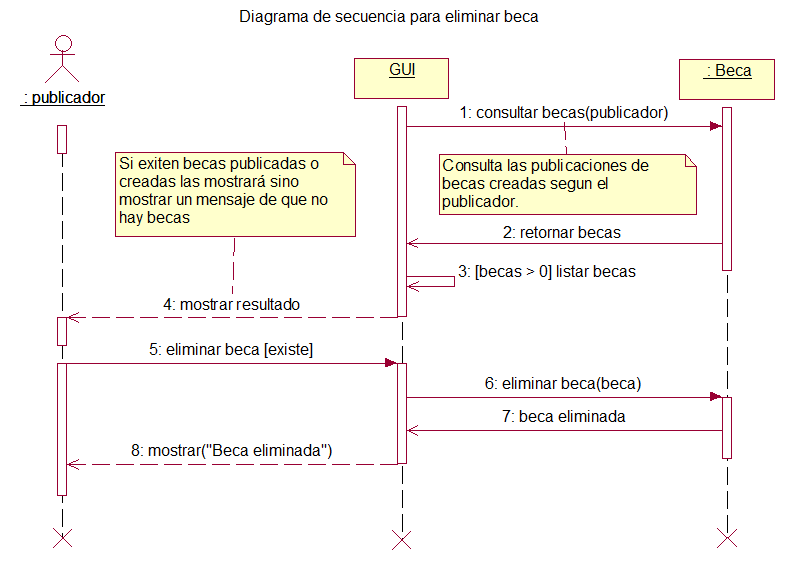 Diagrama de secuencia para eliminar beca
: publicador
GUI
: Beca
1: consultar becas(publicador)
Si exiten becas publicadas o
creadas las mostrará sino
mostrar un mensaje de que no
hay becas
Consulta las publicaciones de
becas creadas segun el
publicador.
2: retornar becas
3: [becas > 0] listar becas
4: mostrar resultado
5: eliminar beca [existe]
6: eliminar beca(beca)
7: beca eliminada
8: mostrar("Beca eliminada")